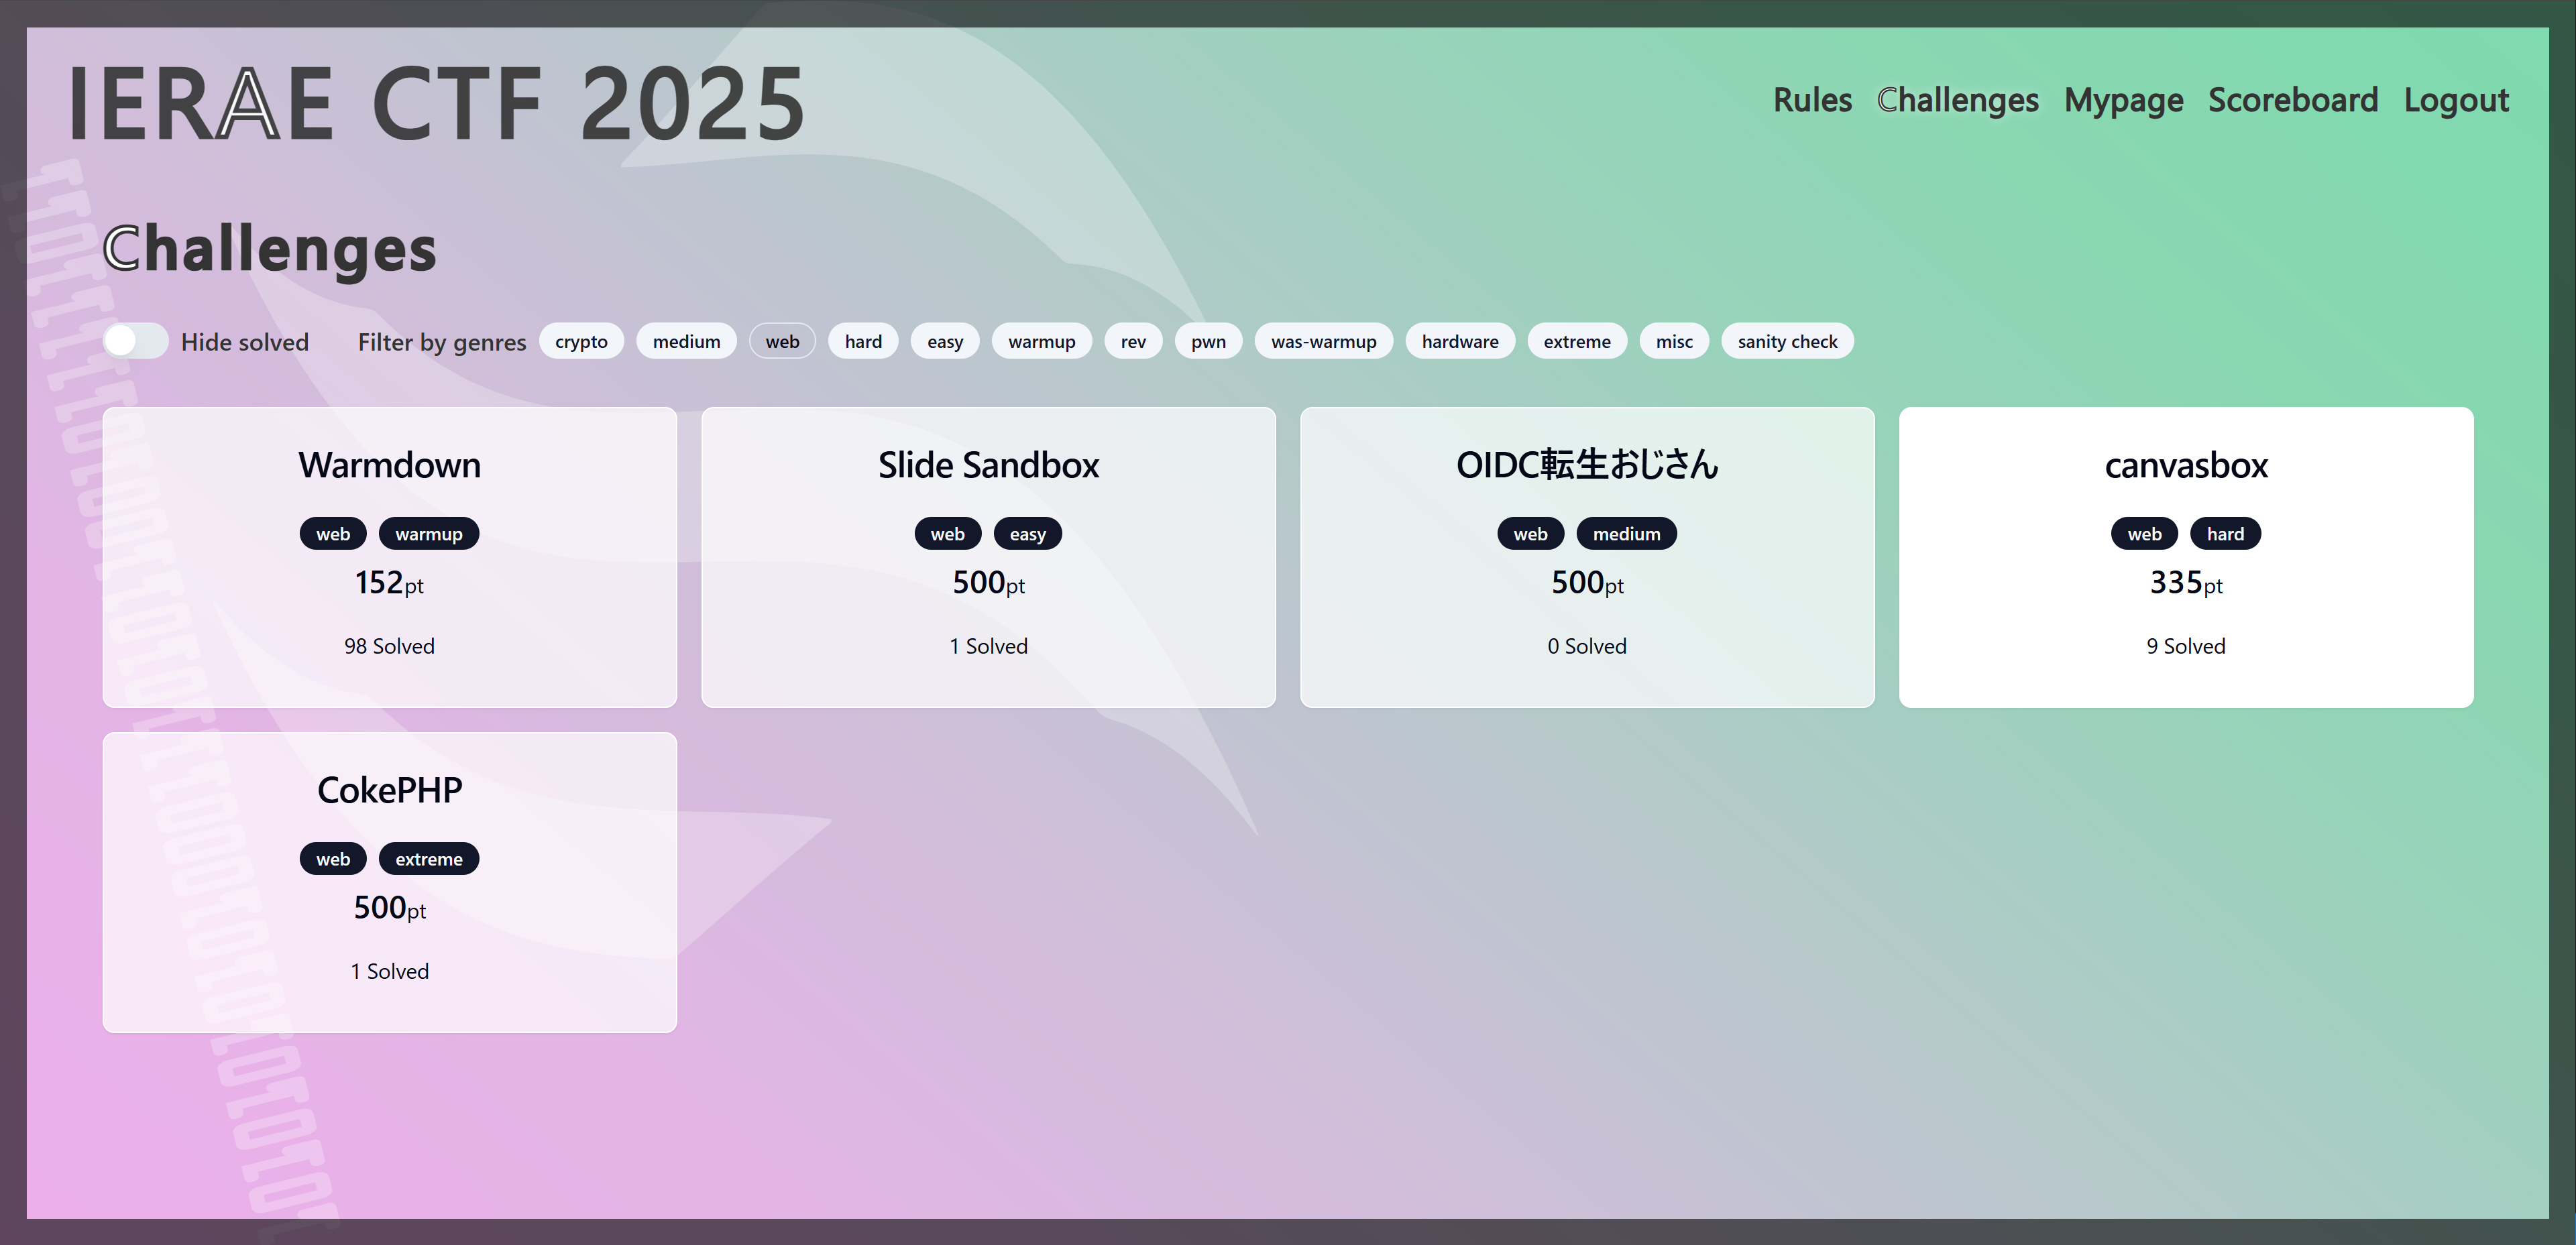 IERAE CTF 2025
Rules Challenges Mypage Scoreboard Logout
Challenges
Hide solved Filter by genres crypto medium web hard easy warmup rev pwn was-warmup hardware extreme misc sanity check
Warmdown
web warmup
152pt
98 Solved
Slide Sandbox
web easy
500pt
1 Solved
OIDC転生おじさん
web medium
500pt
0 Solved
canvasbox
web hard
335pt
9 Solved
CokePHP
web extreme
500pt
1 Solved